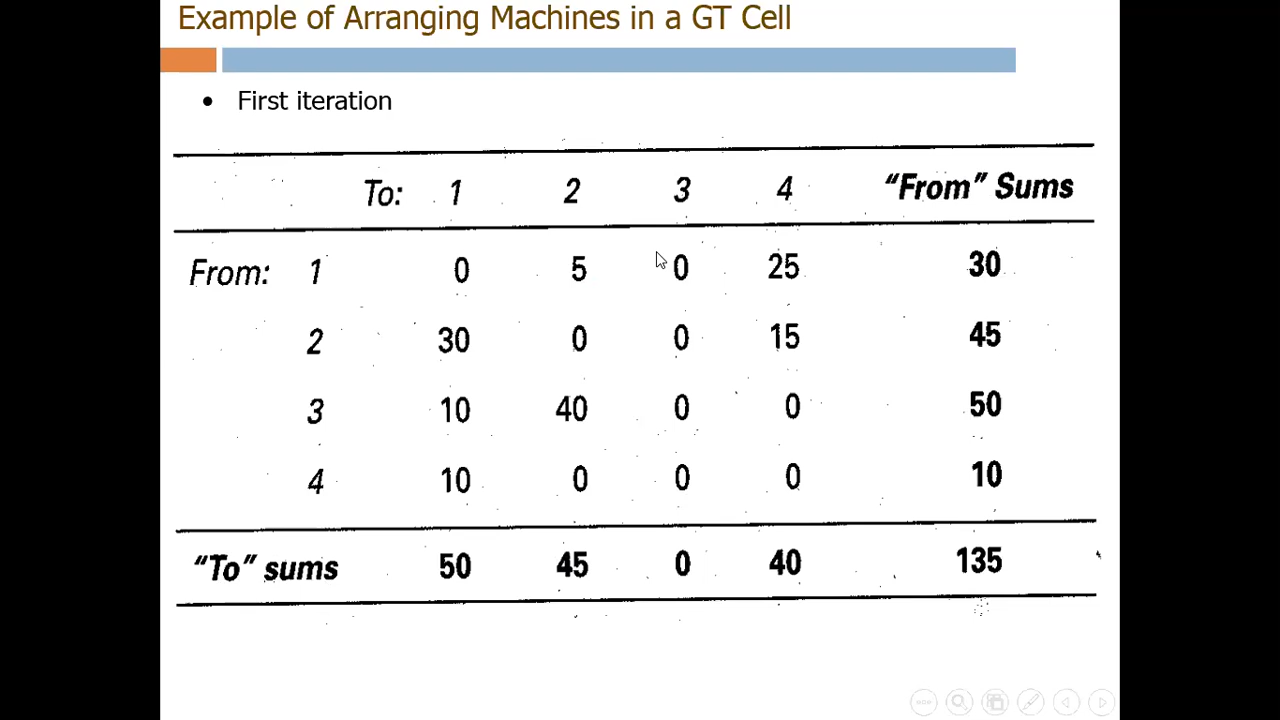 Example of Arranging Machines in a GT Cell
• First iteration
To: 1 2 3 4 “From” Sums
From: 1 0 5 0 25 30
2 30 0 0 15 45
3 10 40 0 0 50
4 10 0 0 0 10
“To” sums 50 45 0 40 135